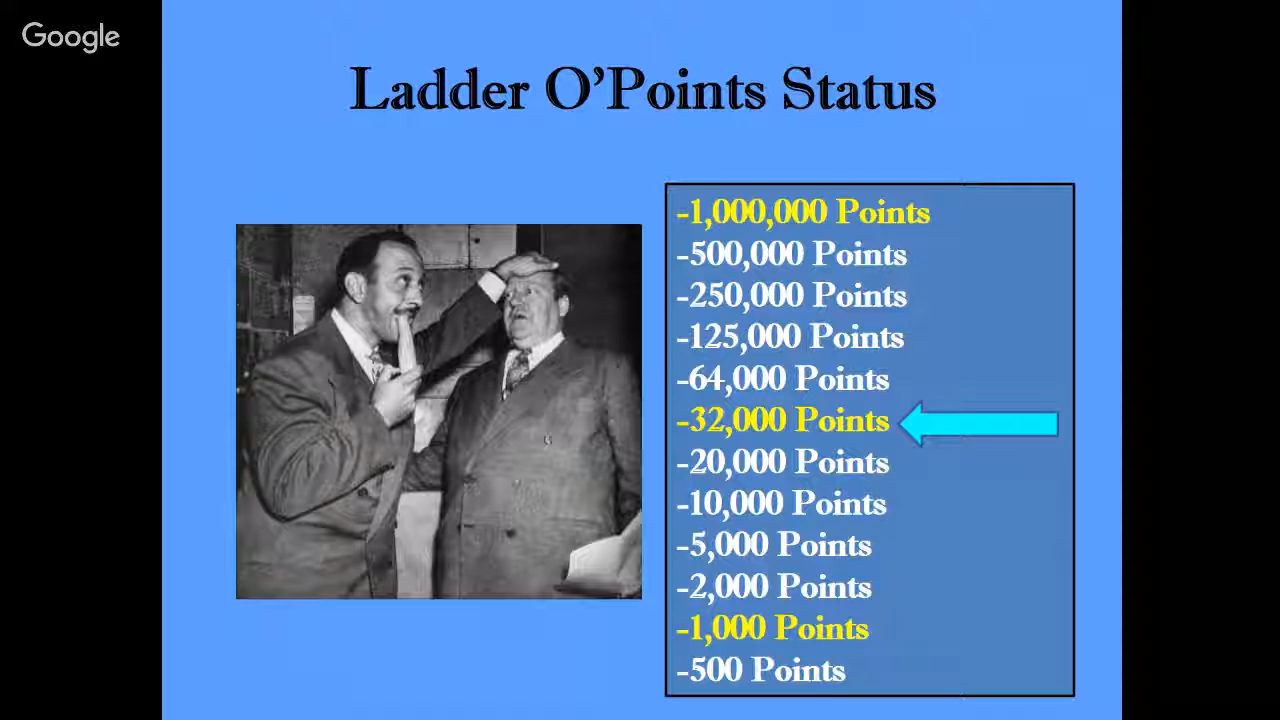 Google
Ladder O’Points Status
-1,000,000 Points
-500,000 Points
-250,000 Points
-125,000 Points
-64,000 Points
-32,000 Points
-20,000 Points
-10,000 Points
-5,000 Points
-2,000 Points
-1,000 Points
-500 Points